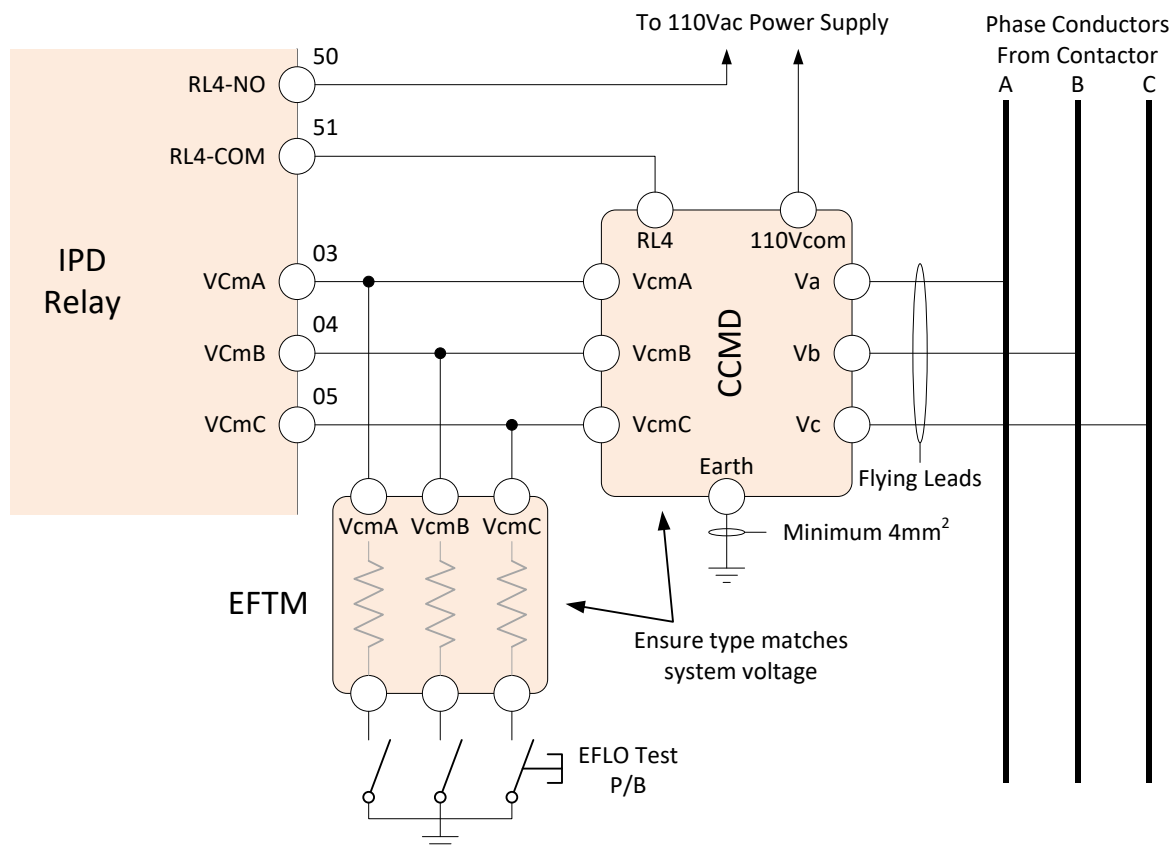 To 110Vac Power Supply
Phase Conductors
From Contactor
A
B
C
50
RL4-NO
51
RL4-COM
IPD
Relay
03
VCmA
04
VCmB
05
VCmC
RL4
110Vcom
VcmA
Va
VcmB
Vb
VcmC
Vc
CCMD
Earth
Flying Leads
Minimum 4mm²
VcmA
VcmB
VcmC
EFTM
Ensure type matches
system voltage
EFLO Test
P/B